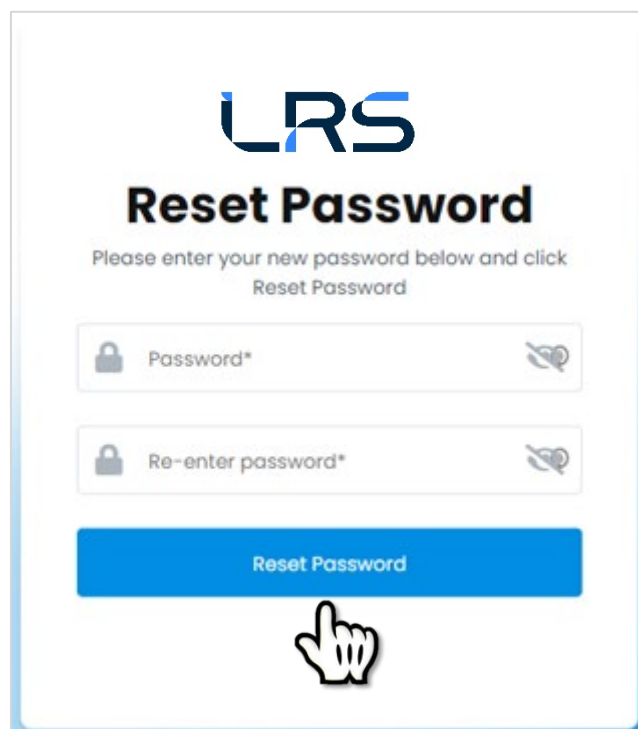 LRS
Reset Password
Please enter your new password below and click
Reset Password
Password*
Re-enter password*
Reset Password